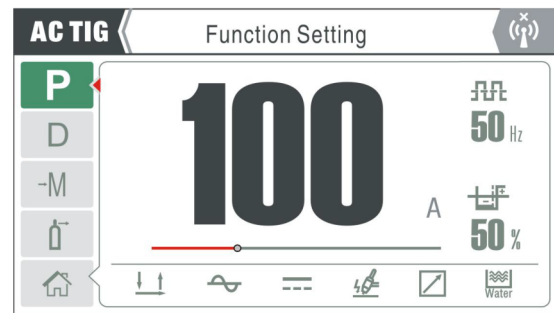 AC TIG
Function Setting
P
D
-M
100 A
50 Hz
50 %
Water